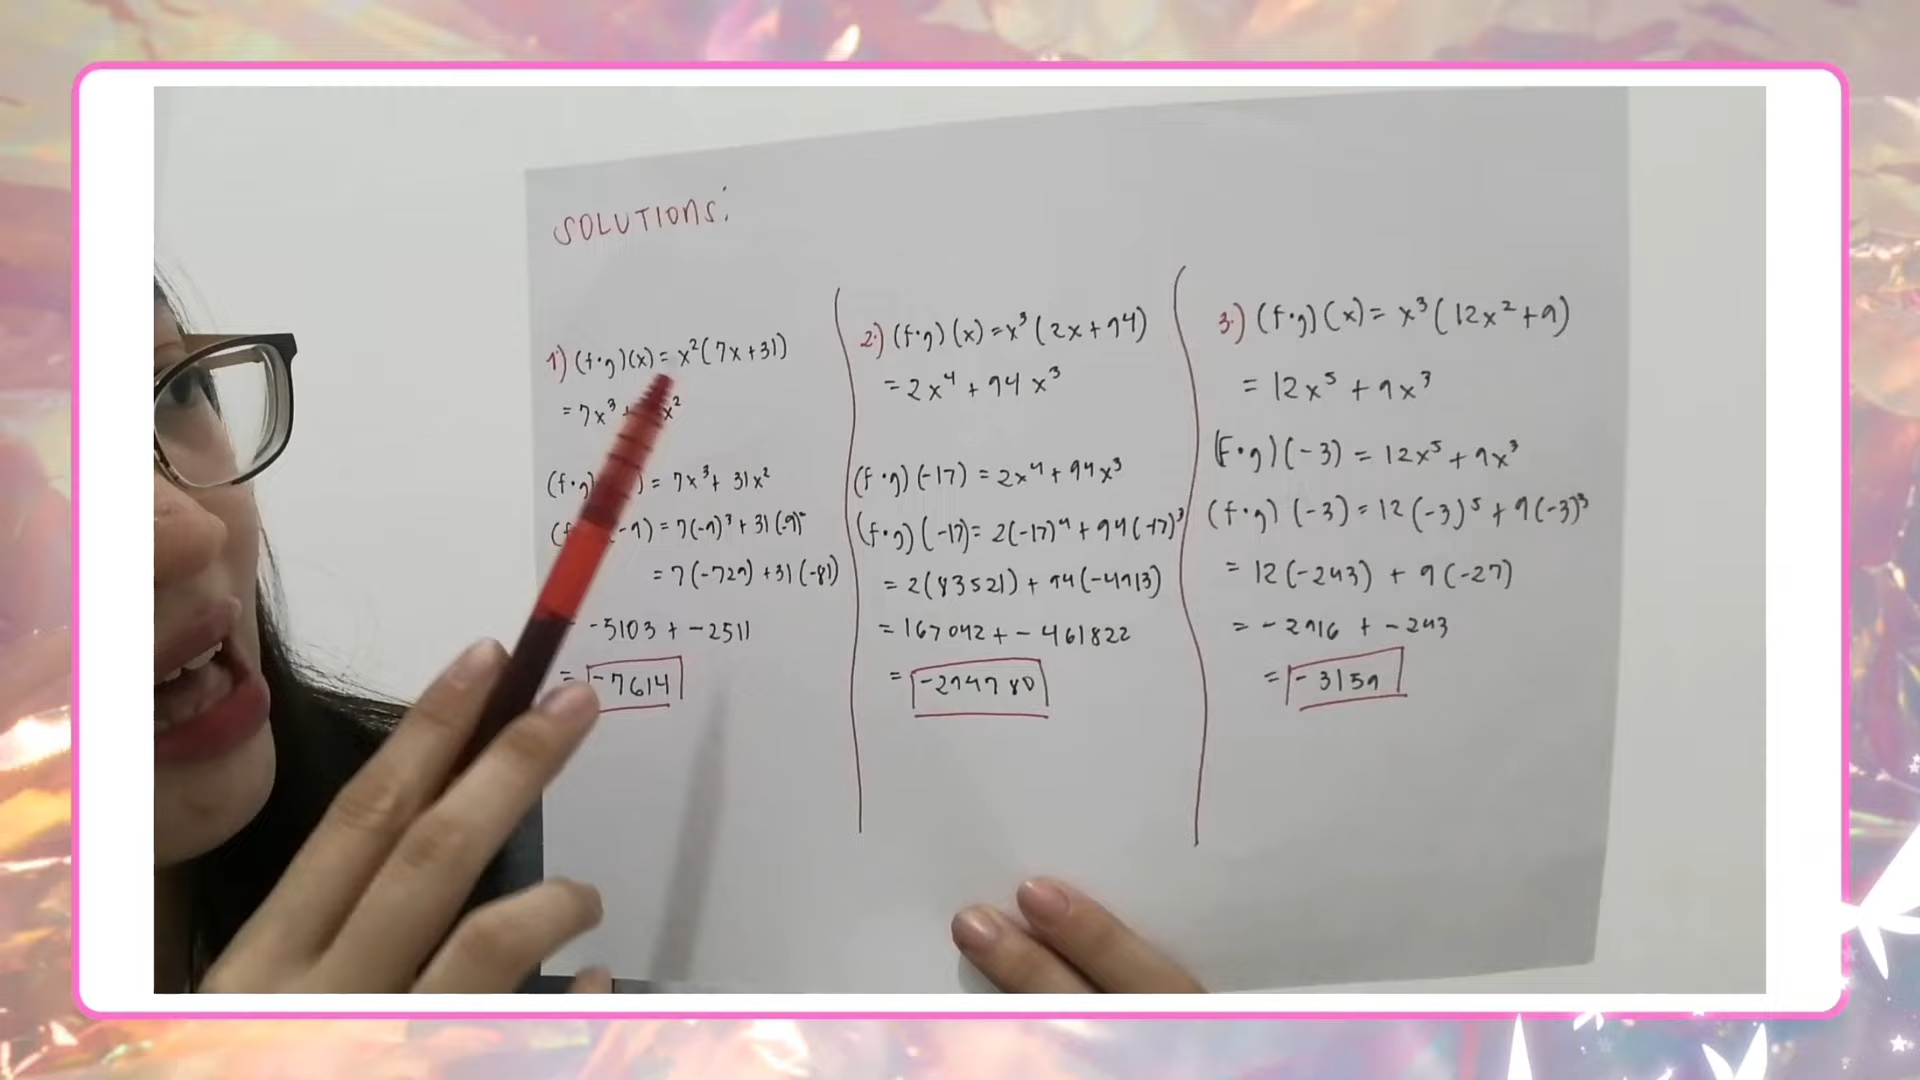 SOLUTIONS:
1.) (f·g)(x) = x²(7x+31)
= 7x³ x²
(f·g) ) = 7x³+ 31x²
(f -9) = 7(-9)³ + 31(-9)²
= 7(-729) + 31(-81)
= -5103 + -2511
= -7614
2.) (f·g)(x) = x³(2x+94)
= 2x⁴ + 94x³
(f·g)(-17) = 2x⁴ + 94x³
(f·g)(-17) = 2(-17)⁴ + 94(-17)³
= 2(83521) + 94(-4913)
= 167042 + -461822
= -294780
3.) (f·g)(x) = x³(12x²+9)
= 12x⁵ + 9x³
(f·g)(-3) = 12x⁵ + 9x³
(f·g)(-3) = 12(-3)⁵ + 9(-3)³
= 12(-243) + 9(-27)
= -2916 + -243
= -3159